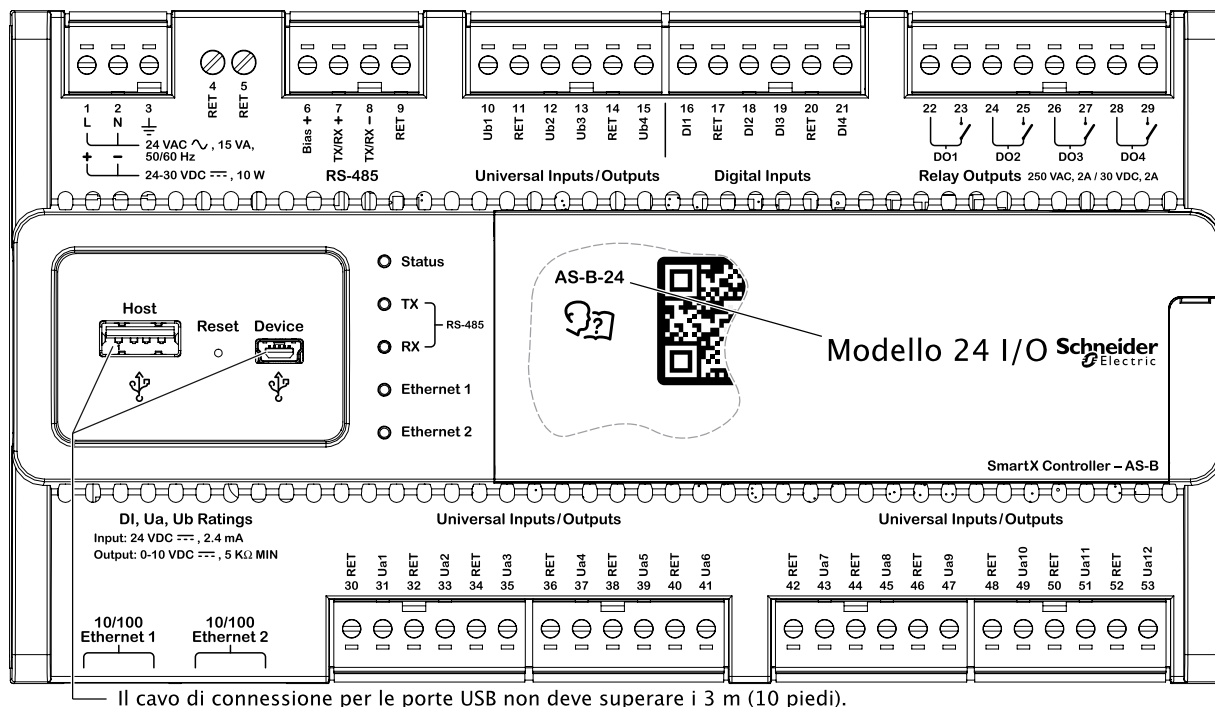 1 2 3 4 5 6 7 8 9 10 11 12 13 14 15 16 17 18 19 20 21 22 23 24 25 26 27 28 29
L N RET RET Bias + TX/RX + TX/RX − RET Ub1 RET Ub2 Ub3 RET Ub4 DI1 RET DI2 DI3 RET DI4
DO1 DO2 DO3 DO4
24 VAC ∿, 15 VA,
50/60 Hz
+ −
24-30 VDC ⎓, 10 W
RS-485
Universal Inputs/Outputs
Digital Inputs
Relay Outputs 250 VAC, 2A / 30 VDC, 2A
Host
Reset
Device
Status
TX
RX
RS-485
Ethernet 1
Ethernet 2
AS-B-24
?
Modello 24 I/O
Schneider
Electric
SmartX Controller – AS-B
DI, Ua, Ub Ratings
Input: 24 VDC ⎓, 2.4 mA
Output: 0-10 VDC ⎓, 5 KΩ MIN
Universal Inputs/Outputs
Universal Inputs/Outputs
RET Ua1 RET Ua2 RET Ua3 RET Ua4 RET Ua5 RET Ua6 RET Ua7 RET Ua8 RET Ua9 RET Ua10 RET Ua11 RET Ua12
30 31 32 33 34 35 36 37 38 39 40 41 42 43 44 45 46 47 48 49 50 51 52 53
10/100
Ethernet 1
10/100
Ethernet 2
Il cavo di connessione per le porte USB non deve superare i 3 m (10 piedi).